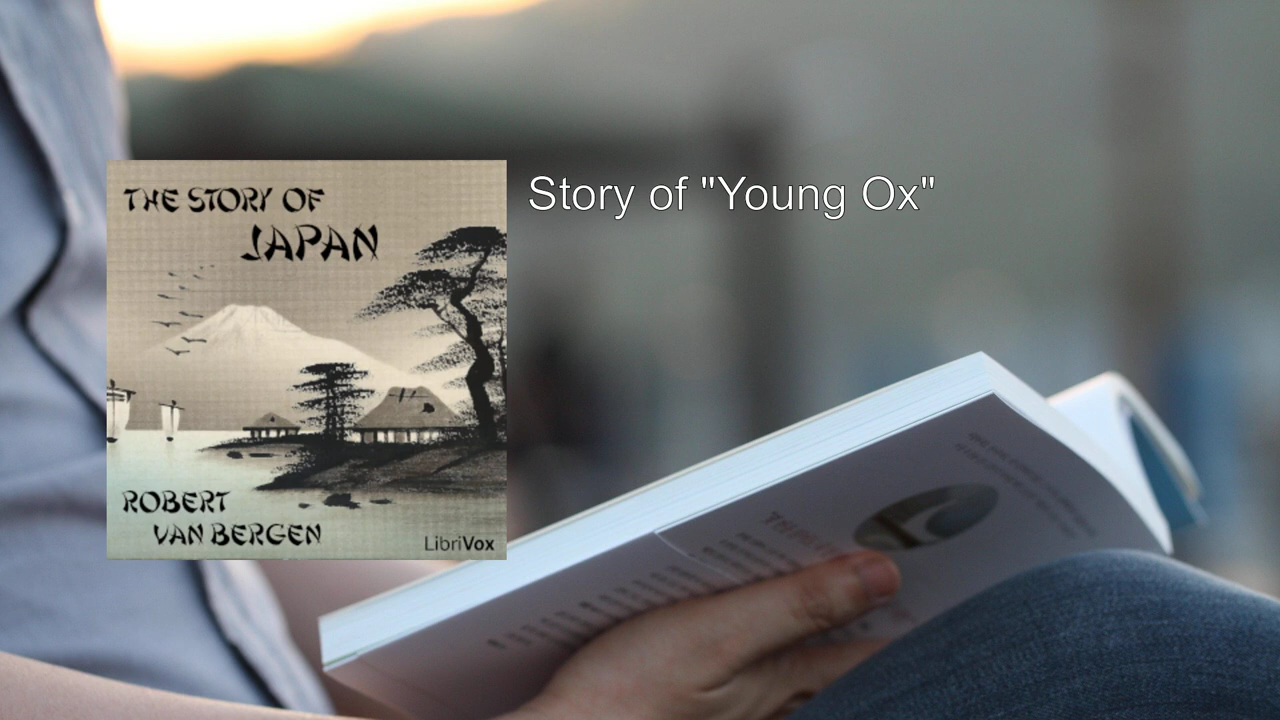 THE STORY OF
JAPAN
ROBERT
VAN BERGEN
LibriVox
Story of "Young Ox"